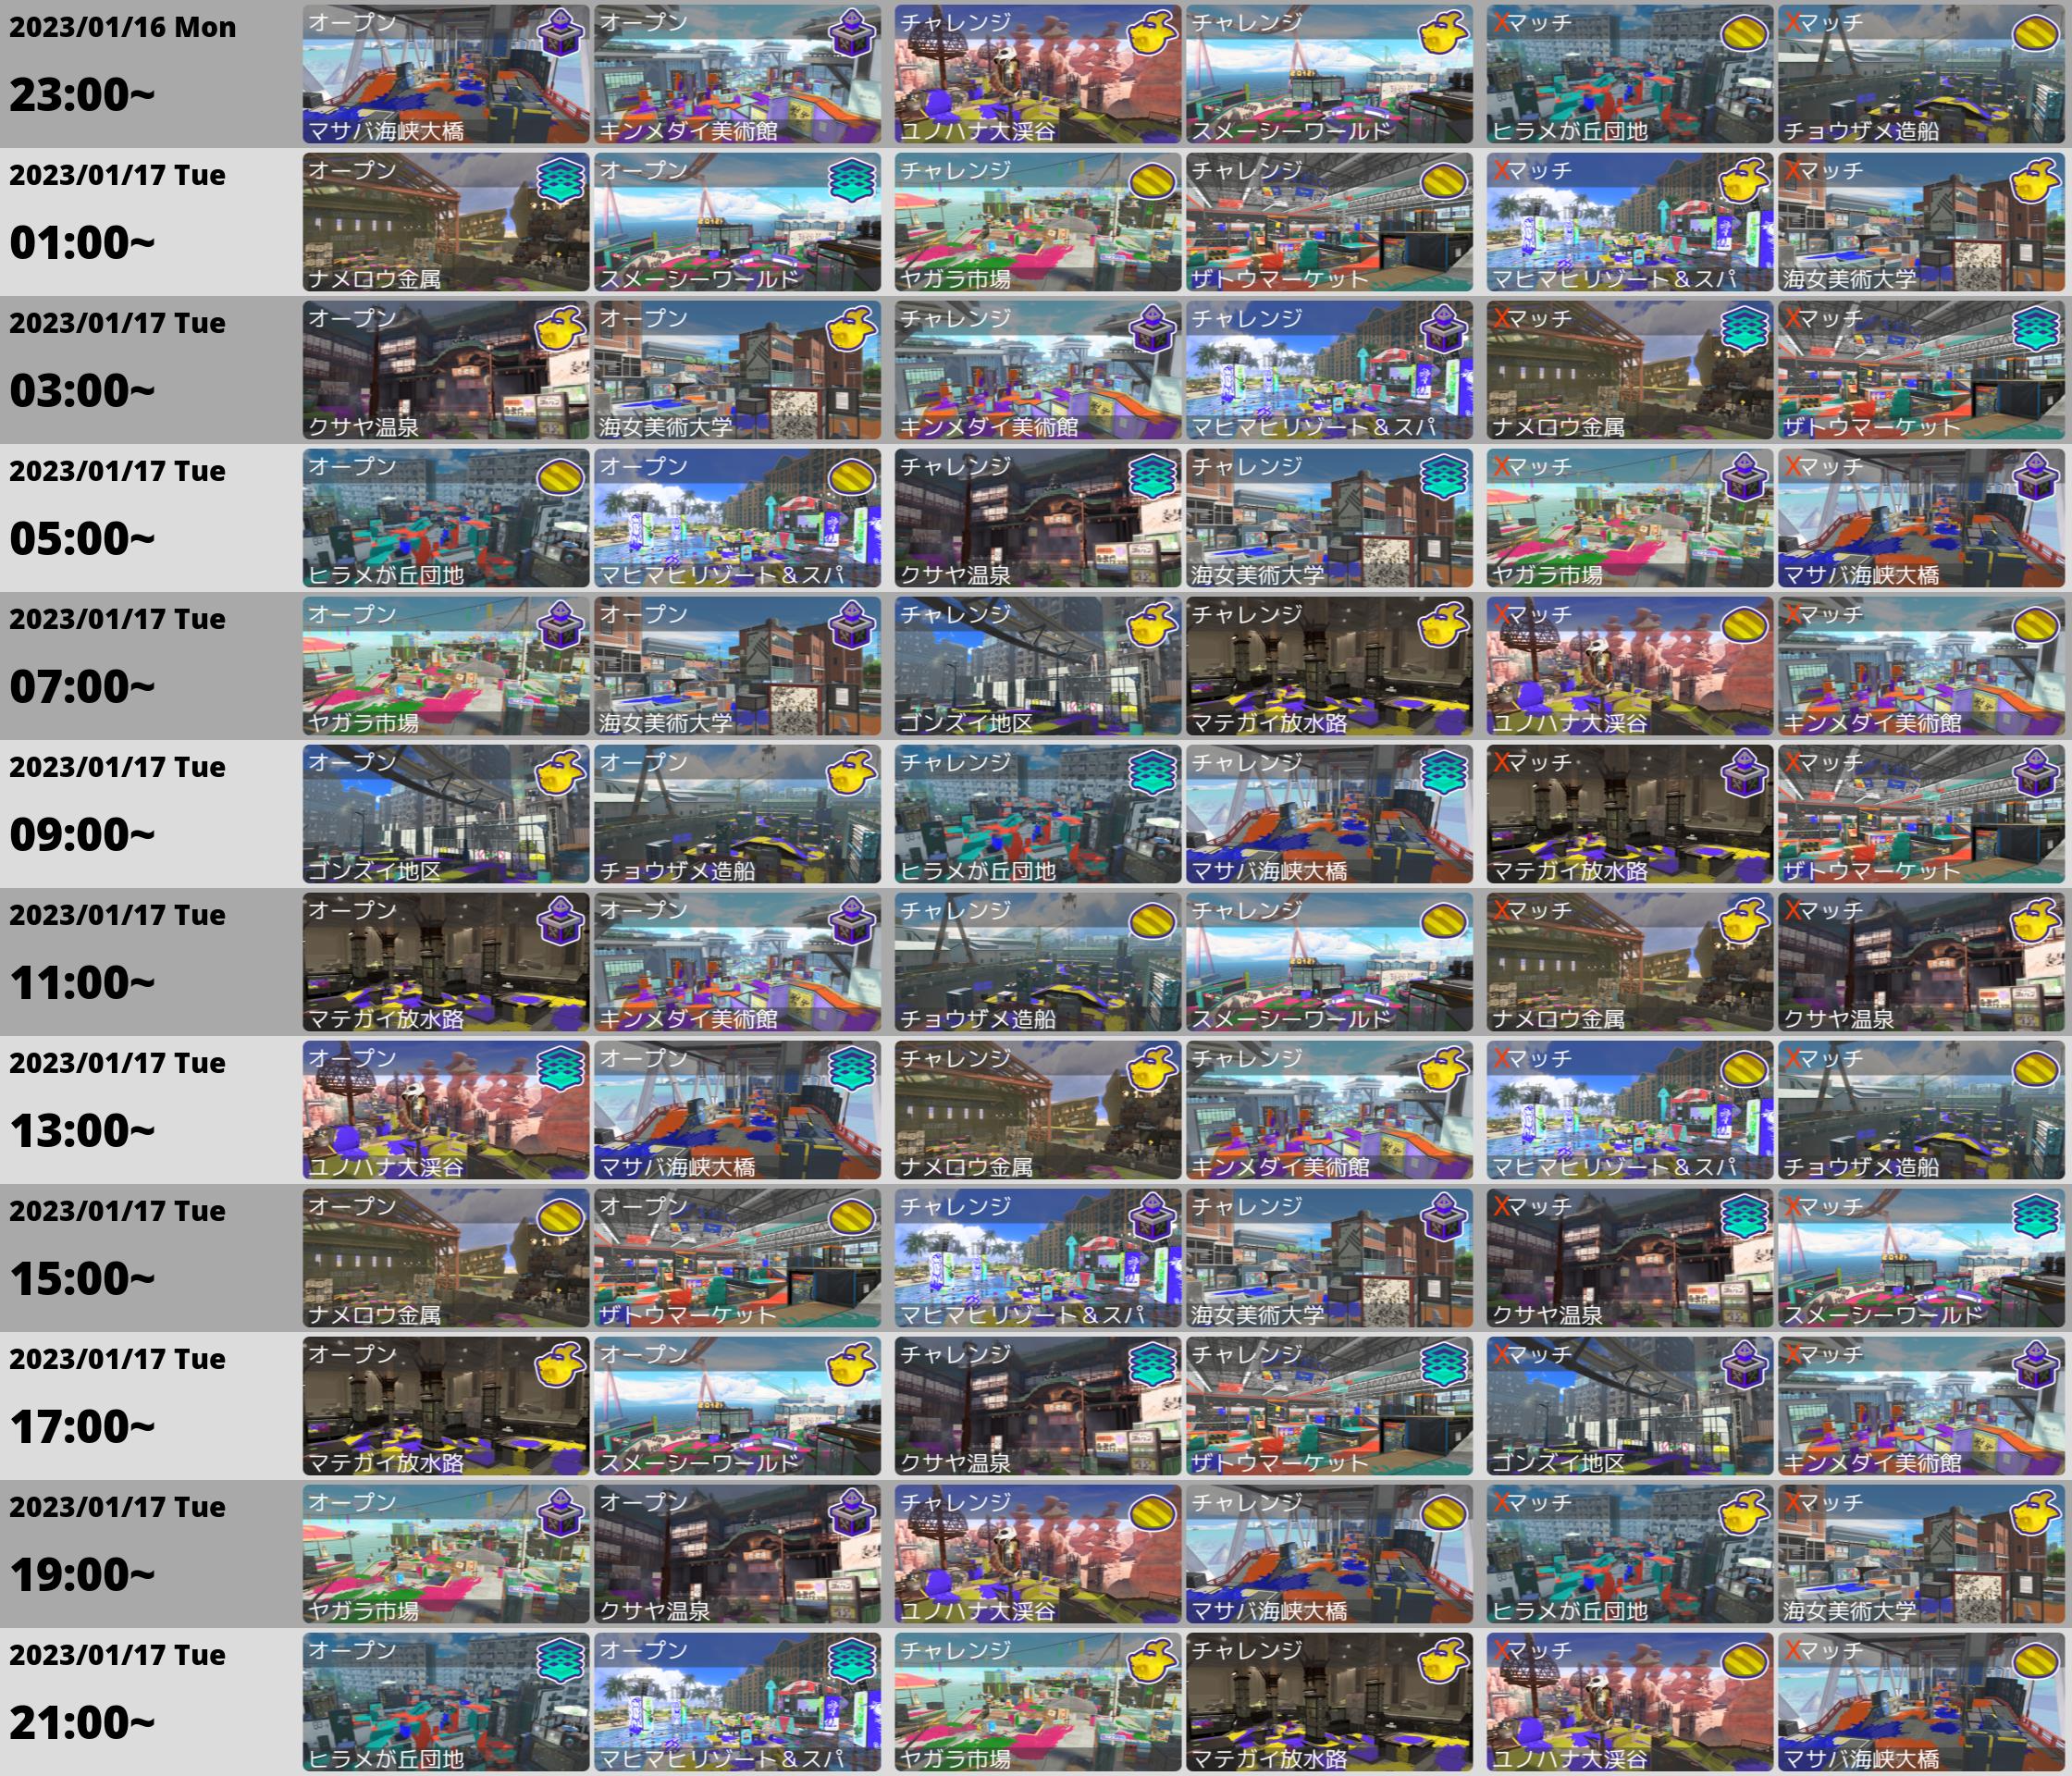 2023/01/16 Mon
23:00~
オープン オープン チャレンジ チャレンジ Xマッチ Xマッチ
マサバ海峡大橋 キンメダイ美術館 ユノハナ大渓谷 スメーシーワールド ヒラメが丘団地 チョウザメ造船
2023/01/17 Tue
01:00~
オープン オープン チャレンジ チャレンジ Xマッチ Xマッチ
ナメロウ金属 スメーシーワールド ヤガラ市場 ザトウマーケット マヒマヒリゾート＆スパ 海女美術大学
2023/01/17 Tue
03:00~
オープン オープン チャレンジ チャレンジ Xマッチ Xマッチ
クサヤ温泉 海女美術大学 キンメダイ美術館 マヒマヒリゾート＆スパ ナメロウ金属 ザトウマーケット
2023/01/17 Tue
05:00~
オープン オープン チャレンジ チャレンジ Xマッチ Xマッチ
ヒラメが丘団地 マヒマヒリゾート＆スパ クサヤ温泉 海女美術大学 ヤガラ市場 マサバ海峡大橋
2023/01/17 Tue
07:00~
オープン オープン チャレンジ チャレンジ Xマッチ Xマッチ
ヤガラ市場 海女美術大学 ゴンズイ地区 マテガイ放水路 ユノハナ大渓谷 キンメダイ美術館
2023/01/17 Tue
09:00~
オープン オープン チャレンジ チャレンジ Xマッチ Xマッチ
ゴンズイ地区 チョウザメ造船 ヒラメが丘団地 マサバ海峡大橋 マテガイ放水路 ザトウマーケット
2023/01/17 Tue
11:00~
オープン オープン チャレンジ チャレンジ Xマッチ Xマッチ
マテガイ放水路 キンメダイ美術館 チョウザメ造船 スメーシーワールド ナメロウ金属 クサヤ温泉
2023/01/17 Tue
13:00~
オープン オープン チャレンジ チャレンジ Xマッチ Xマッチ
ユノハナ大渓谷 マサバ海峡大橋 ナメロウ金属 キンメダイ美術館 マヒマヒリゾート＆スパ チョウザメ造船
2023/01/17 Tue
15:00~
オープン オープン チャレンジ チャレンジ Xマッチ Xマッチ
ナメロウ金属 ザトウマーケット マヒマヒリゾート＆スパ 海女美術大学 クサヤ温泉 スメーシーワールド
2023/01/17 Tue
17:00~
オープン オープン チャレンジ チャレンジ Xマッチ Xマッチ
マテガイ放水路 スメーシーワールド クサヤ温泉 ザトウマーケット ゴンズイ地区 キンメダイ美術館
2023/01/17 Tue
19:00~
オープン オープン チャレンジ チャレンジ Xマッチ Xマッチ
ヤガラ市場 クサヤ温泉 ユノハナ大渓谷 マサバ海峡大橋 ヒラメが丘団地 海女美術大学
2023/01/17 Tue
21:00~
オープン オープン チャレンジ チャレンジ Xマッチ Xマッチ
ヒラメが丘団地 マヒマヒリゾート＆スパ ヤガラ市場 マテガイ放水路 ユノハナ大渓谷 マサバ海峡大橋